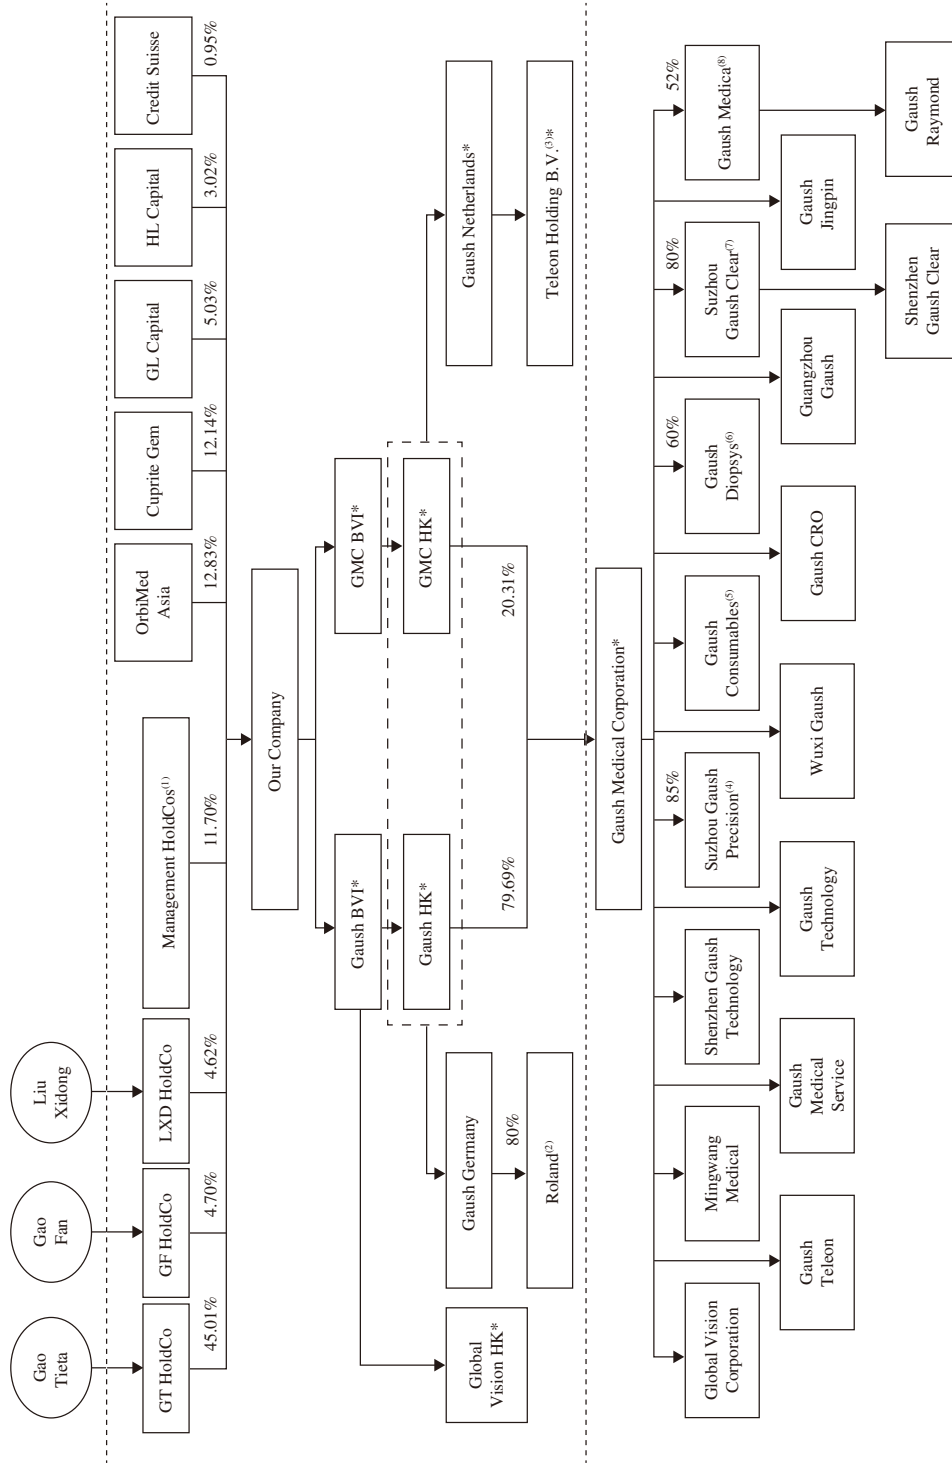 Gao
Tieta
Gao
Fan
Liu
Xidong
GT HoldCo
GF HoldCo
LXD HoldCo
Management HoldCos(1)
OrbiMed
Asia
Cuprite Gem
GL Capital
HL Capital
Credit Suisse
45.01%
4.70%
4.62%
11.70%
12.83%
12.14%
5.03%
3.02%
0.95%
Our Company
Gaush BVI*
GMC BVI*
Gaush HK*
GMC HK*
Global
Vision HK*
Gaush Germany
Gaush Netherlands*
80%
79.69%
20.31%
Roland(2)
Teleon Holding B.V.(3)*
Gaush Medical Corporation*
85%
60%
80%
52%
Global Vision
Corporation
Mingwang
Medical
Shenzhen Gaush
Technology
Suzhou Gaush
Precision(4)
Gaush
Consumables(5)
Gaush
Diopsys(6)
Suzhou
Gaush Clear(7)
Gaush Medica(8)
Gaush
Teleon
Gaush
Medical
Service
Gaush
Technology
Wuxi Gaush
Gaush CRO
Guangzhou
Gaush
Gaush
Jingpin
Shenzhen
Gaush Clear
Gaush
Raymond